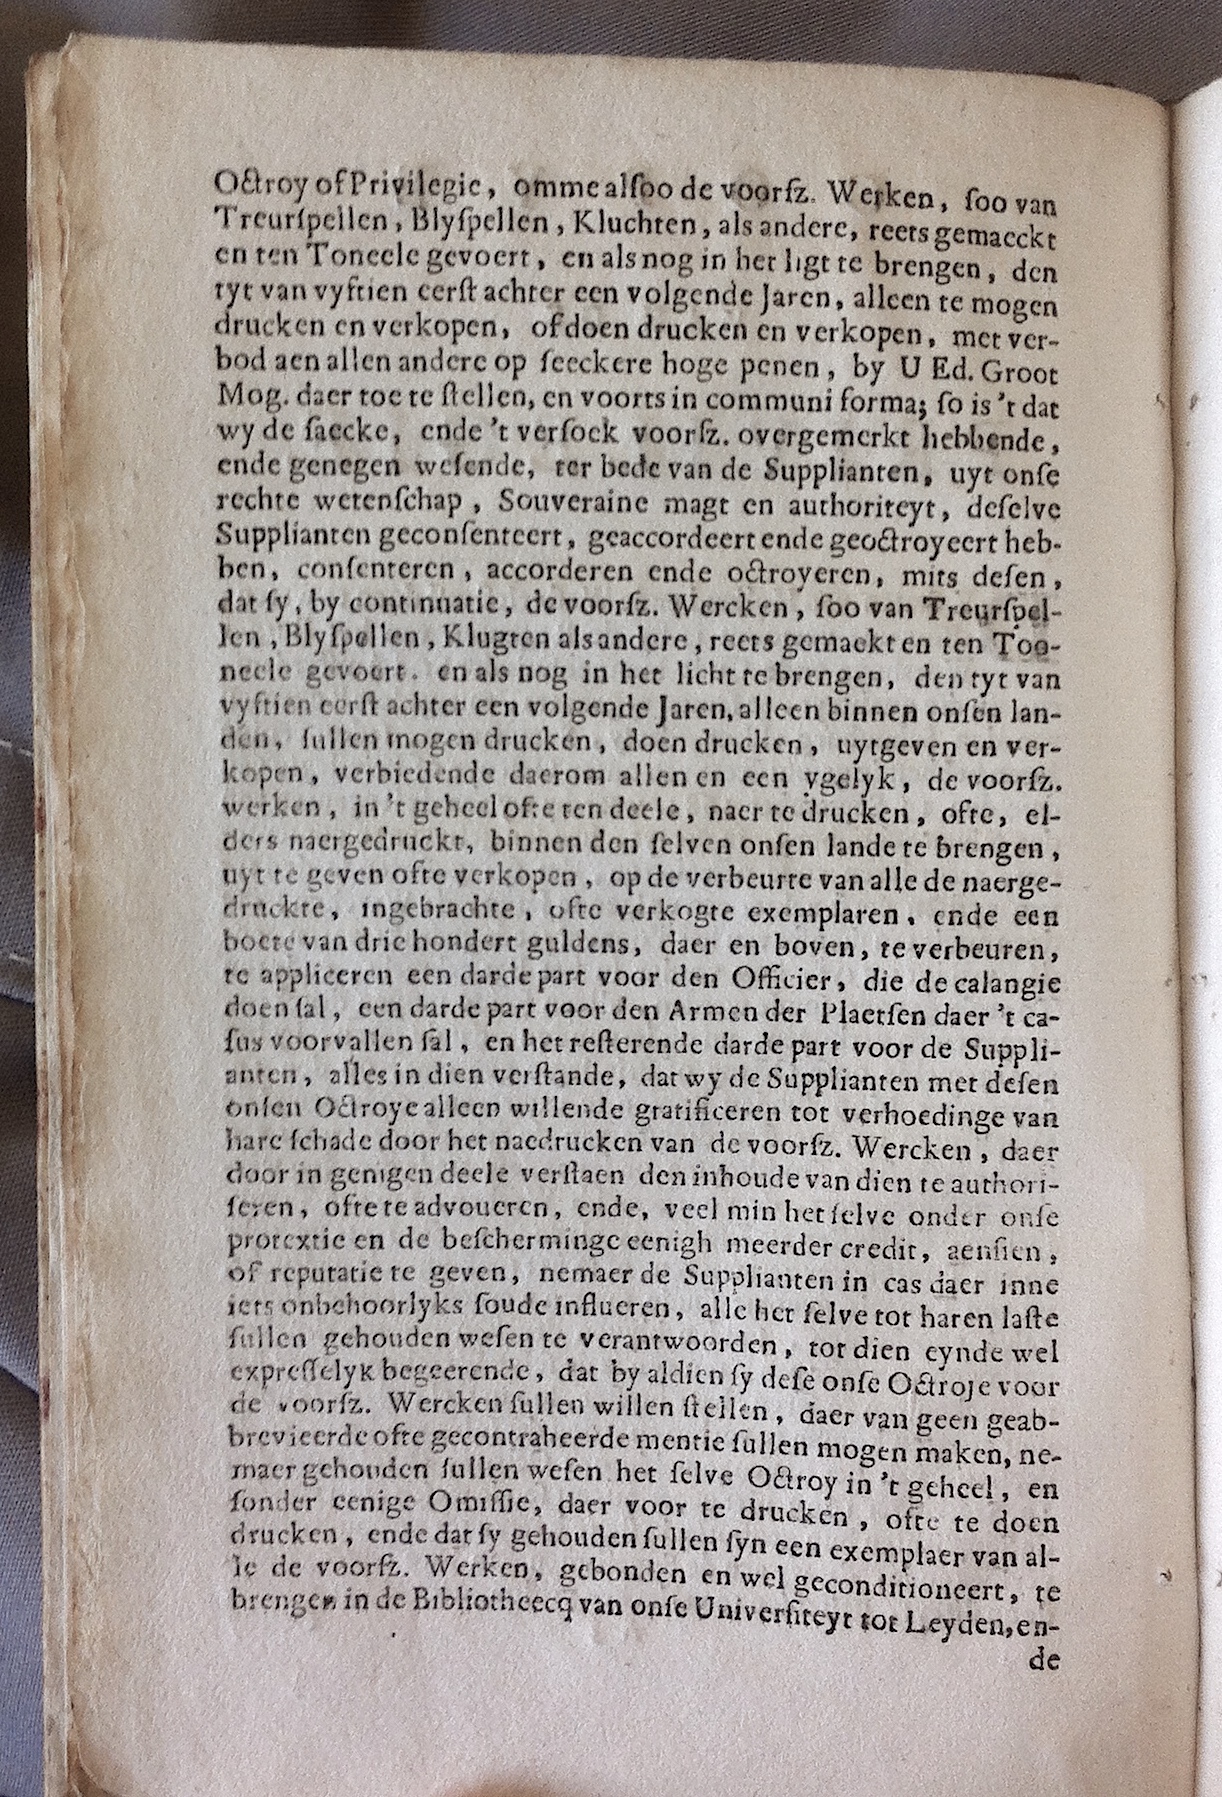 Octroy of Privilegie, omme alſoo de voorſz. Werken, ſoo van
Treurſpellen, Blyſpellen, Kluchten, als andere, reets gemaeckt
en ten Toneele gevoert, en als nog in het ligt te brengen, den
tyt van vyftien eerſt achter een volgende Jaren, alleen te mogen
drucken en verkopen, of doen drucken en verkopen, met ver-
bod aen allen andere op ſeeckere hoge penen, by U Ed. Groot
Mog. daer toe te ſtellen, en voorts in communi forma; ſo is 't dat
wy de ſaecke, ende 't verſoek voorſz. overgemerkt hebbende,
ende genegen weſende, ter bede van de Supplianten, uyt onſe
rechte wetenſchap, Souveraine magt en authoriteyt, deſelve
Supplianten geconſenteert, geaccordeert ende geoctroyeert heb-
ben, conſenteren, accorderen ende octroyeren, mits deſen,
dat ſy, by continuatie, de voorſz. Wercken, ſoo van Treurſpel-
len, Blyſpellen, Klugten als andere, reets gemaekt en ten Too-
neele gevoert. en als nog in het licht te brengen, den tyt van
vyftien eerſt achter een volgende Jaren, alleen binnen onſen lan-
den, ſullen mogen drucken, doen drucken, uytgeven en ver-
kopen, verbiedende daerom allen en een ygelyk, de voorſz.
werken, in 't geheel ofte ten deele, naer te drucken, ofte, el-
ders naergedruckt, binnen den ſelven onſen lande te brengen,
uyt te geven ofte verkopen, op de verbeurte van alle de naerge-
druckte, ingebrachte, ofte verkogte exemplaren, ende een
boete van drie hondert guldens, daer en boven, te verbeuren,
te appliceren een darde part voor den Officier, die de calangie
doen ſal, een darde part voor den Armen der Plaetſen daer 't ca-
ſus voorvallen ſal, en het reſterende darde part voor de Suppli-
anten, alles in dien verſtande, dat wy de Supplianten met deſen
onſen Octroye alleen willende gratificeren tot verhoedinge van
hare ſchade door het naedrucken van de voorſz. Wercken, daer
door in genigen deele verſtaen den inhoude van dien te authori-
ſeren, ofte te advoueren, ende, veel min het ſelve onder onſe
protextie en de beſcherminge eenigh meerder credit, aenſien,
of reputatie te geven, nemaer de Supplianten in cas daer inne
iets onbehoorlyks ſoude influeren, alle het ſelve tot haren laſte
ſullen gehouden weſen te verantwoorden, tot dien eynde wel
expreſſelyk begeerende, dat by aldien ſy deſe onſe Octroje voor
de voorſz. Wercken ſullen willen ſtellen, daer van geen geab-
brevieerde ofte gecontraheerde mentie ſullen mogen maken, ne-
maer gehouden ſullen weſen het ſelve Octroy in 't geheel, en
ſonder eenige Omiſſie, daer voor te drucken, ofte te doen
drucken, ende dat ſy gehouden ſullen ſyn een exemplaer van al-
le de voorſz. Werken, gebonden en wel geconditioneert, te
brengen in de Bibliotheecq van onſe Univerſiteyt tot Leyden, en-
de